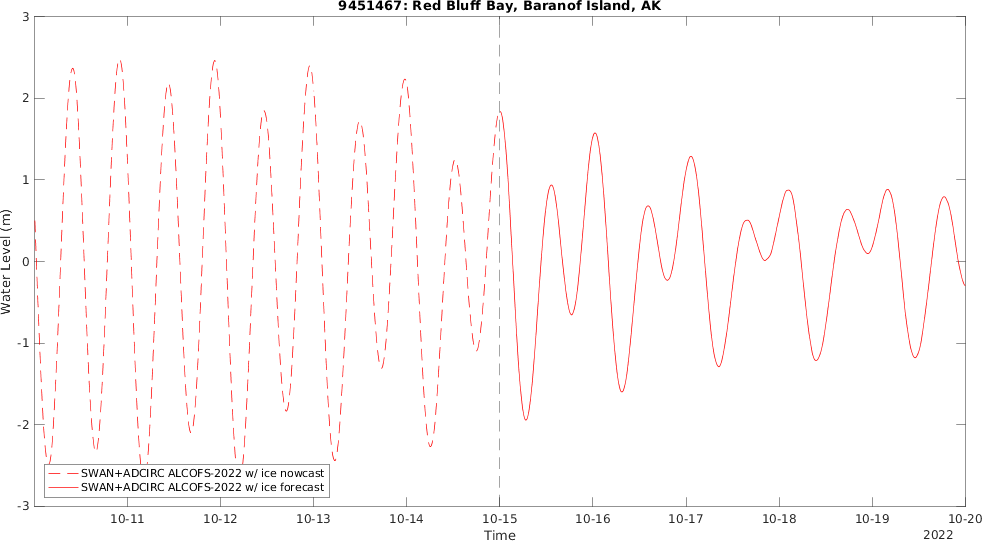 9451467: Red Bluff Bay, Baranof Island, AK
Water Level (m)
3
2
1
0
-1
-2
-3
SWAN+ADCIRC ALCOFS-2022 w/ ice nowcast
SWAN+ADCIRC ALCOFS-2022 w/ ice forecast
10-11 10-12 10-13 10-14 10-15 10-16 10-17 10-18 10-19 10-20
Time
2022